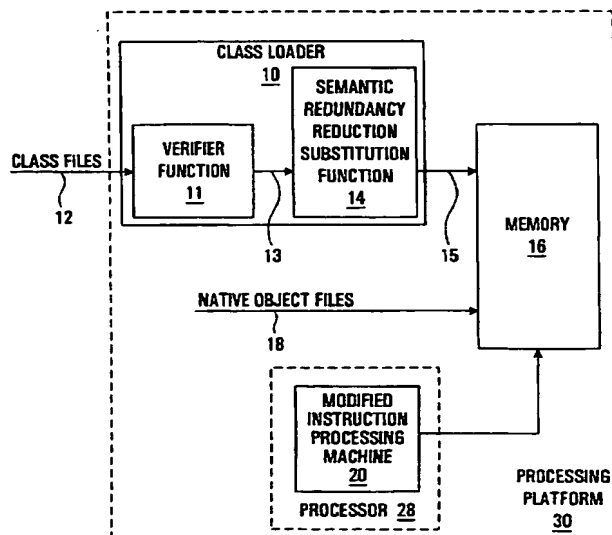 CLASS LOADER
10
SEMANTIC
REDUNDANCY
REDUCTION
SUBSTITUTION
FUNCTION
14
VERIFIER
FUNCTION
11
CLASS FILES
12
13
15
MEMORY
16
NATIVE OBJECT FILES
18
MODIFIED
INSTRUCTION
PROCESSING
MACHINE
20
PROCESSOR 28
PROCESSING
PLATFORM
30